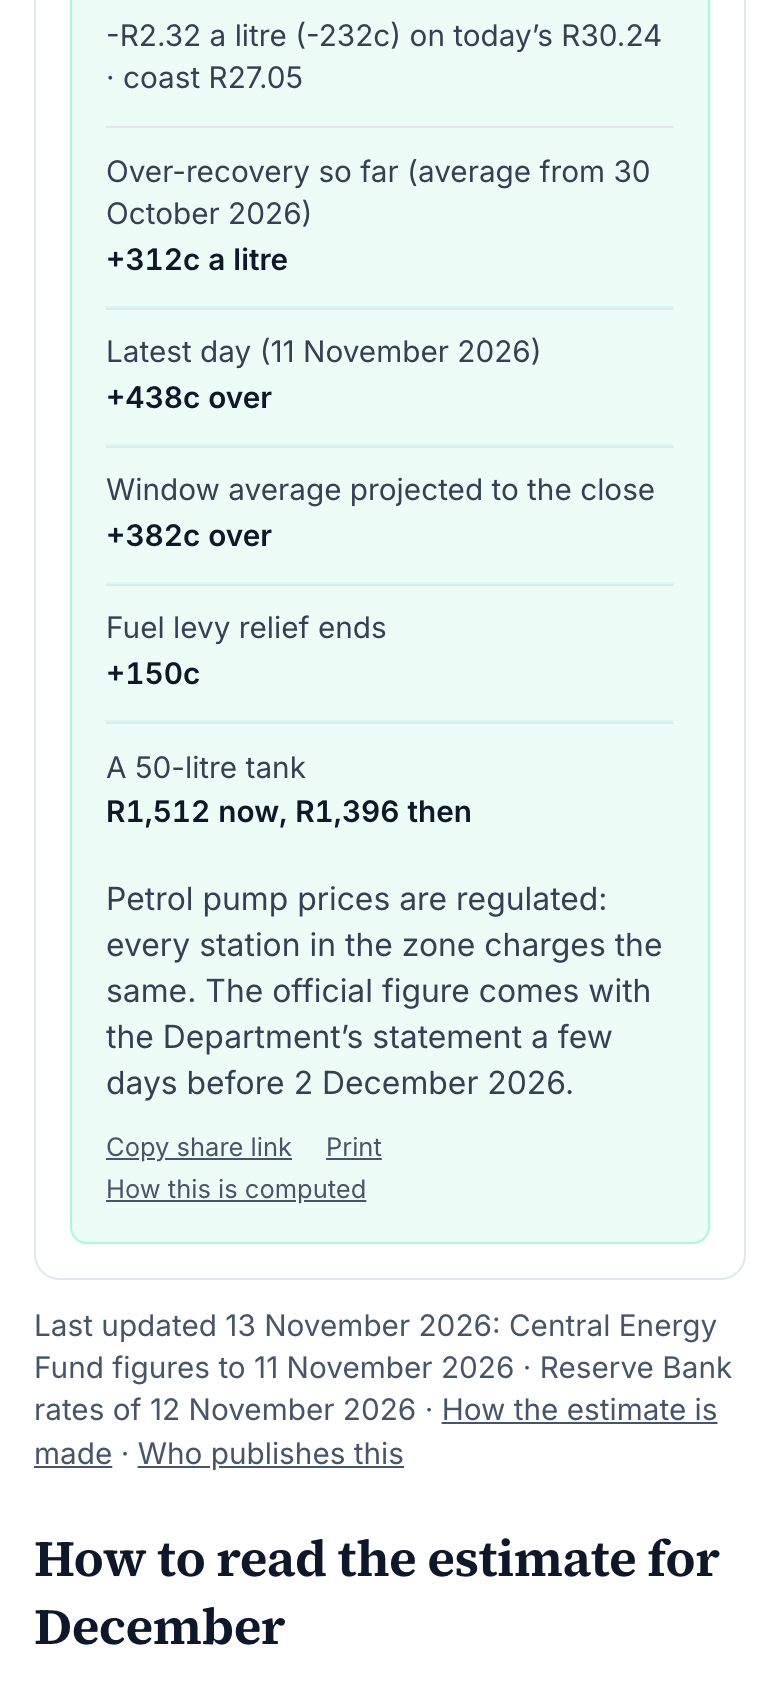 -R2.32 a litre (-232c) on today’s R30.24
· coast R27.05
Over-recovery so far (average from 30
October 2026)
+312c a litre
Latest day (11 November 2026)
+438c over
Window average projected to the close
+382c over
Fuel levy relief ends
+150c
A 50-litre tank
R1,512 now, R1,396 then
Petrol pump prices are regulated:
every station in the zone charges the
same. The official figure comes with
the Department’s statement a few
days before 2 December 2026.
Copy share link Print
How this is computed
Last updated 13 November 2026: Central Energy
Fund figures to 11 November 2026 · Reserve Bank
rates of 12 November 2026 · How the estimate is
made · Who publishes this
How to read the estimate for
December